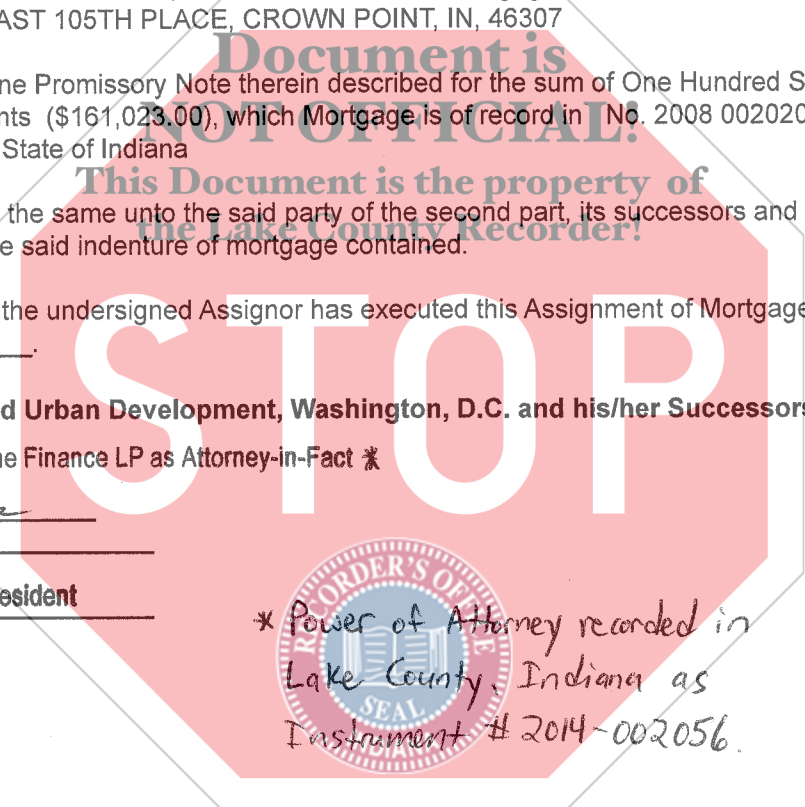 AST 105TH PLACE, CROWN POINT, IN, 46307
Document is
ne Promissory Note therein described for the sum of One Hundred S
NOT OFFICIAL!
nts ($161,023.00), which Mortgage is of record in No. 2008 002020
State of Indiana
This Document is the property of
the same unto the said party of the second part, its successors and
the Lake County Recorder!
e said indenture of mortgage contained.
the undersigned Assignor has executed this Assignment of Mortgage
STOP
d Urban Development, Washington, D.C. and his/her Successors
ne Finance LP as Attorney-in-Fact *
esident
RECORDER'S OFFICE
SEAL
INDIANA
* Power of Attorney recorded in
Lake County, Indiana as
Instrument # 2014-002056.